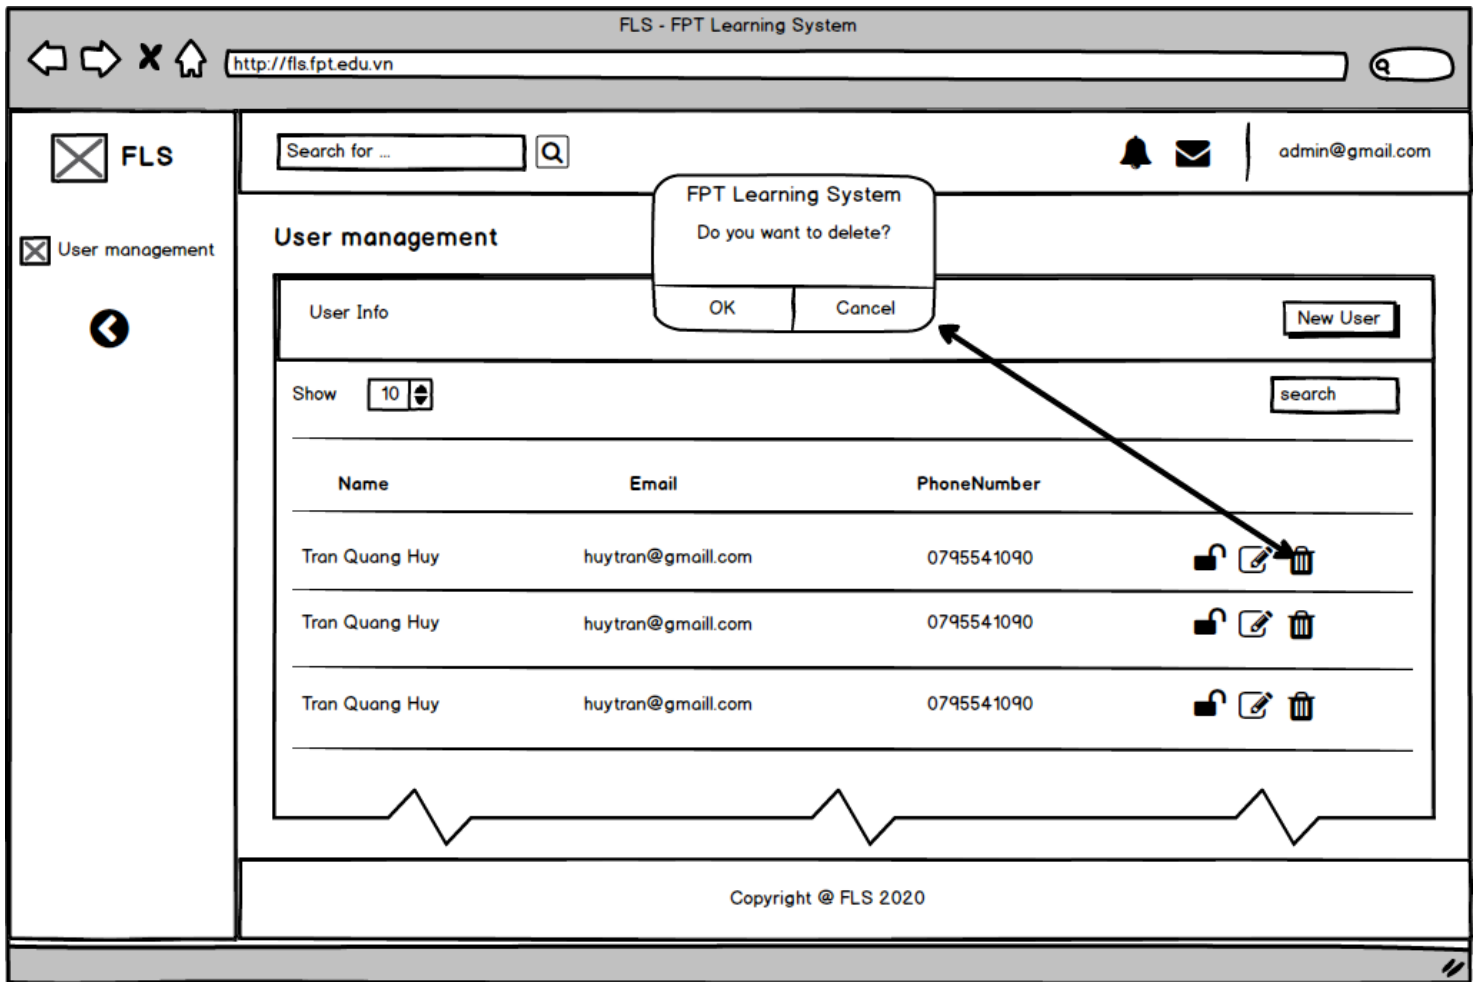 FLS - FPT Learning System
http://fls.fpt.edu.vn
FLS
Search for ...
admin@gmail.com
FPT Learning System
Do you want to delete?
OK Cancel
User management
User management
User Info
New User
Show 10
search
Name Email PhoneNumber
Tran Quang Huy huytran@gmaill.com 0795541090
Tran Quang Huy huytran@gmaill.com 0795541090
Tran Quang Huy huytran@gmaill.com 0795541090
Copyright @ FLS 2020